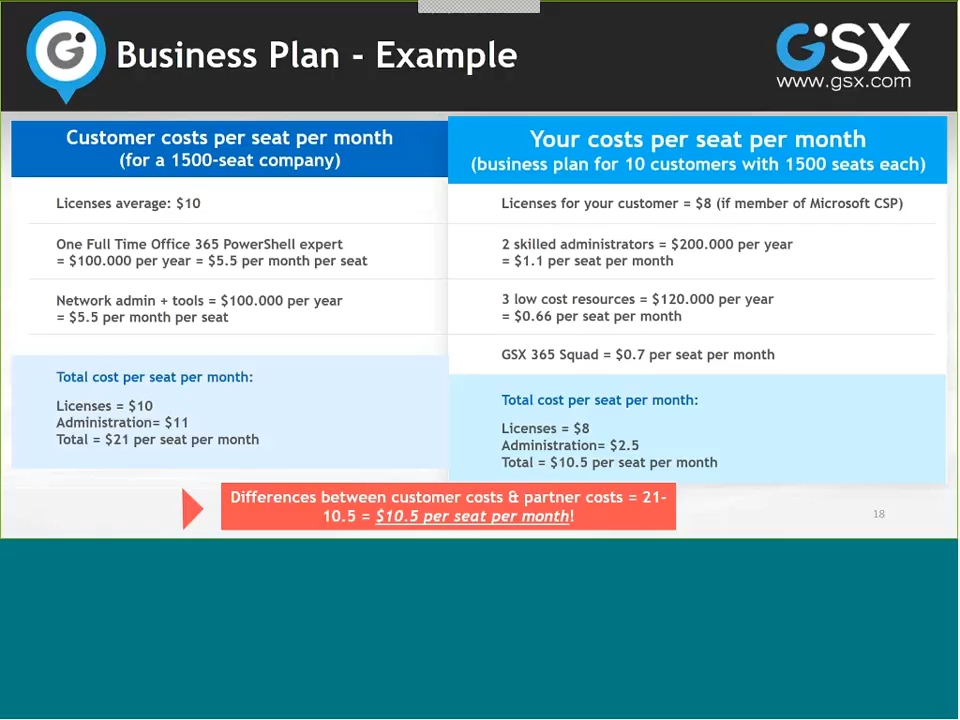 Business Plan - Example
GSX
www.gsx.com
Customer costs per seat per month
(for a 1500-seat company)
Licenses average: $10
One Full Time Office 365 PowerShell expert
= $100.000 per year = $5.5 per month per seat
Network admin + tools = $100.000 per year
= $5.5 per month per seat
Total cost per seat per month:
Licenses = $10
Administration= $11
Total = $21 per seat per month
Your costs per seat per month
(business plan for 10 customers with 1500 seats each)
Licenses for your customer = $8 (if member of Microsoft CSP)
2 skilled administrators = $200.000 per year
= $1.1 per seat per month
3 low cost resources = $120.000 per year
= $0.66 per seat per month
GSX 365 Squad = $0.7 per seat per month
Total cost per seat per month:
Licenses = $8
Administration= $2.5
Total = $10.5 per seat per month
Differences between customer costs & partner costs = 21-
10.5 = $10.5 per seat per month!
18